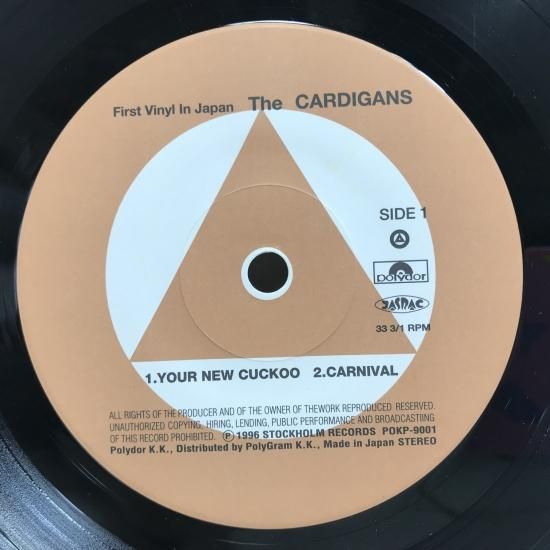 First Vinyl In Japan The CARDIGANS
SIDE 1
polydor
JASRAC
33 3/1 RPM
1.YOUR NEW CUCKOO 2.CARNIVAL
ALL RIGHTS OF THE PRODUCER AND OF THE OWNER OF THEWORK REPRODUCED RESERVED.
UNAUTHORIZED COPYING, HIRING, LENDING, PUBLIC PERFORMANCE AND BROADCASTING
OF THIS RECORD PROHIBITED. ℗1996 STOCKHOLM RECORDS POKP-9001
Polydor K.K., Distributed by PolyGram K.K., Made in Japan STEREO